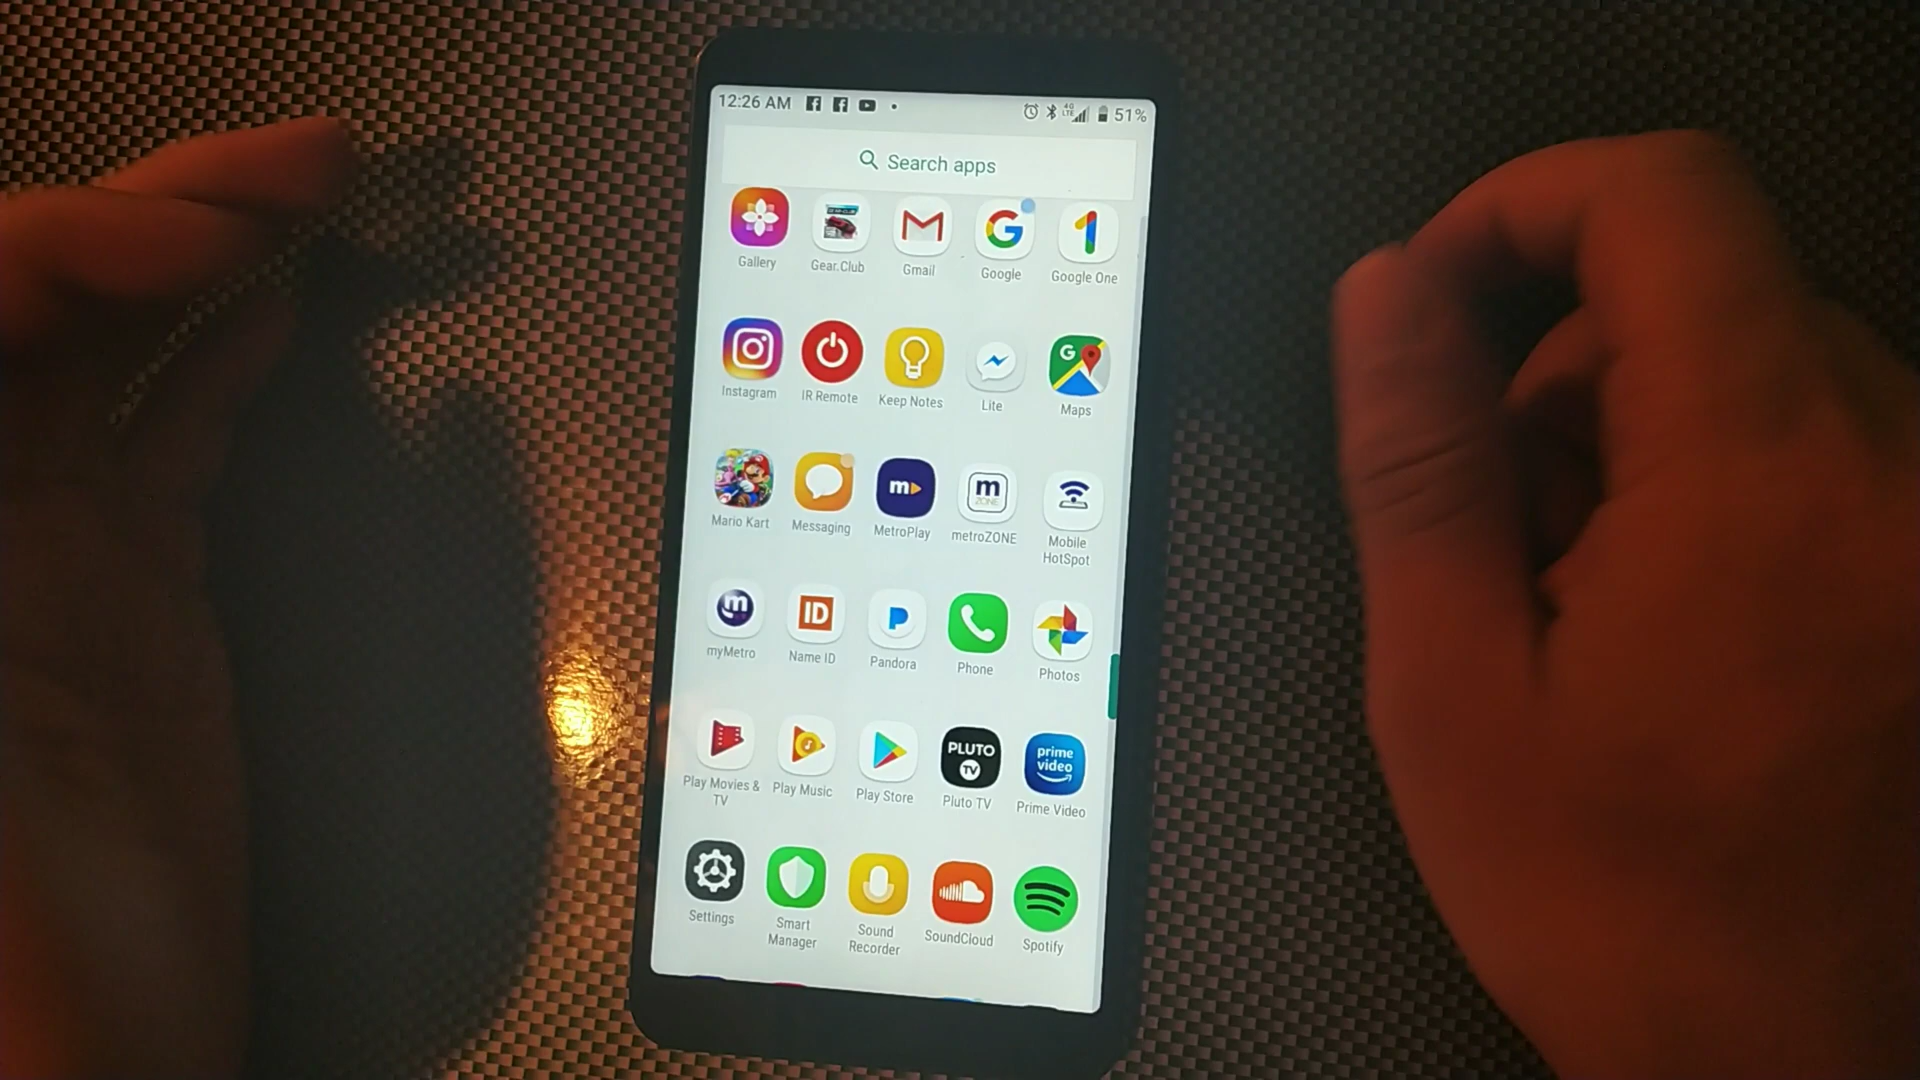 12:26 AM
4G
LTE
51%
Search apps
Gallery
Gear.Club
Gmail
Google
Google One
Instagram
IR Remote
Keep Notes
Lite
Maps
Mario Kart
Messaging
MetroPlay
metroZONE
Mobile
HotSpot
myMetro
Name ID
Pandora
Phone
Photos
PLUTO
TV
prime
video
Play Movies &
TV
Play Music
Play Store
Pluto TV
Prime Video
Settings
Smart
Manager
Sound
Recorder
SoundCloud
Spotify